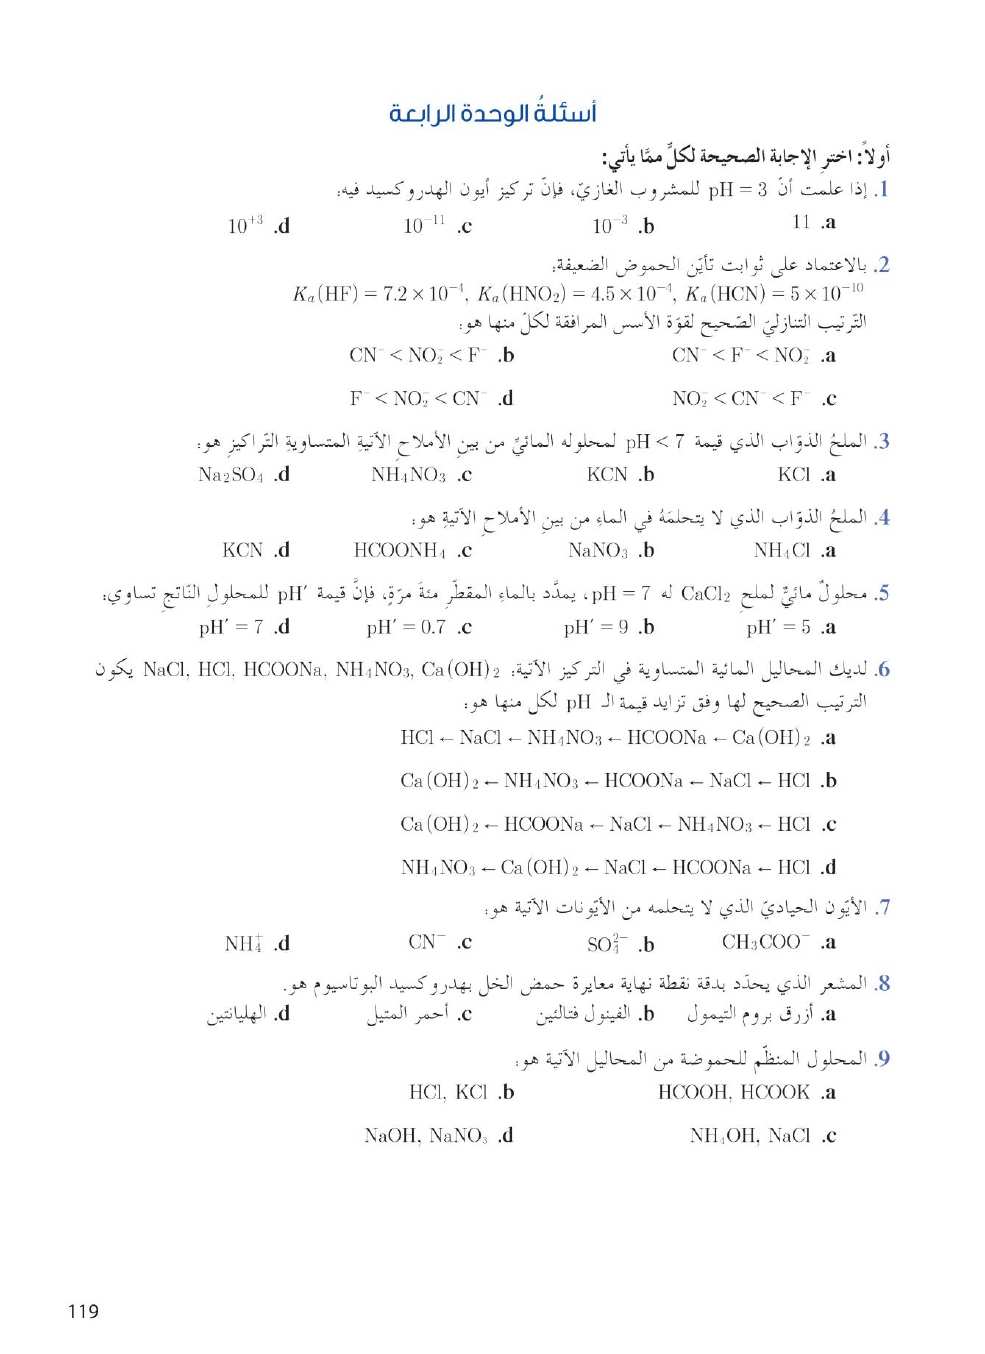 أسئلةُ الوحدة الرابعة
أولاً: اختر الإجابة الصحيحة لكلٍّ ممّا يأتي:
1. إذا علمت أنّ pH = 3 للمشروب الغازيّ، فإنّ تركيز أيون الهدروكسيد فيه:
a. 11 b. 10⁻³ c. 10⁻¹¹ d. 10⁺³
2. بالاعتماد على ثوابت تأيّن الحموض الضعيفة:
Kₐ(HF) = 7.2 × 10⁻⁴, Kₐ(HNO₂) = 4.5 × 10⁻⁴, Kₐ(HCN) = 5 × 10⁻¹⁰
التّرتيب التنازليّ الصّحيح لقوّة الأسس المرافقة لكلّ منها هو:
a. CN⁻ < F⁻ < NO₂⁻ b. CN⁻ < NO₂⁻ < F⁻
c. NO₂⁻ < CN⁻ < F⁻ d. F⁻ < NO₂⁻ < CN⁻
3. الملحُ الذوّاب الذي قيمة pH < 7 لمحلوله المائيّ من بينِ الأملاحِ الآتيةِ المتساويةِ التّراكيزِ هو:
a. KCl b. KCN c. NH₄NO₃ d. Na₂SO₄
4. الملحُ الذوّاب الذي لا يتحلمَهُ في الماء من بينِ الأملاحِ الآتيةِ هو:
a. NH₄Cl b. NaNO₃ c. HCOONH₄ d. KCN
5. محلولٌ مائيٌّ لملحِ CaCl₂ له pH = 7، يمدَّد بالماءِ المقطّرِ مئةَ مرّةٍ، فإنَّ قيمةَ pH′ للمحلولِ النّاتجِ تساوي:
a. pH′ = 5 b. pH′ = 9 c. pH′ = 0.7 d. pH′ = 7
6. لديك المحاليل المائية المتساوية في التركيز الآتية: NaCl, HCl, HCOONa, NH₄NO₃, Ca(OH)₂ يكون
الترتيب الصحيح لها وفق تزايد قيمة الـ pH لكل منها هو:
a. HCl ← NaCl ← NH₄NO₃ ← HCOONa ← Ca(OH)₂
b. Ca(OH)₂ ← NH₄NO₃ ← HCOONa ← NaCl ← HCl
c. Ca(OH)₂ ← HCOONa ← NaCl ← NH₄NO₃ ← HCl
d. NH₄NO₃ ← Ca(OH)₂ ← NaCl ← HCOONa ← HCl
7. الأيّون الحياديّ الذي لا يتحلمه من الأيّونات الآتية هو:
a. CH₃COO⁻ b. SO₄²⁻ c. CN⁻ d. NH₄⁺
8. المشعر الذي يحدّد بدقة نقطة نهاية معايرة حمض الخل بهدروكسيد البوتاسيوم هو.
a. أزرق بروم التيمول b. الفينول فتالئين c. أحمر المتيل d. الهليانتين
9. المحلول المنظّم للحموضة من المحاليل الآتية هو:
a. HCOOH, HCOOK b. HCl, KCl
c. NH₄OH, NaCl d. NaOH, NaNO₃
119